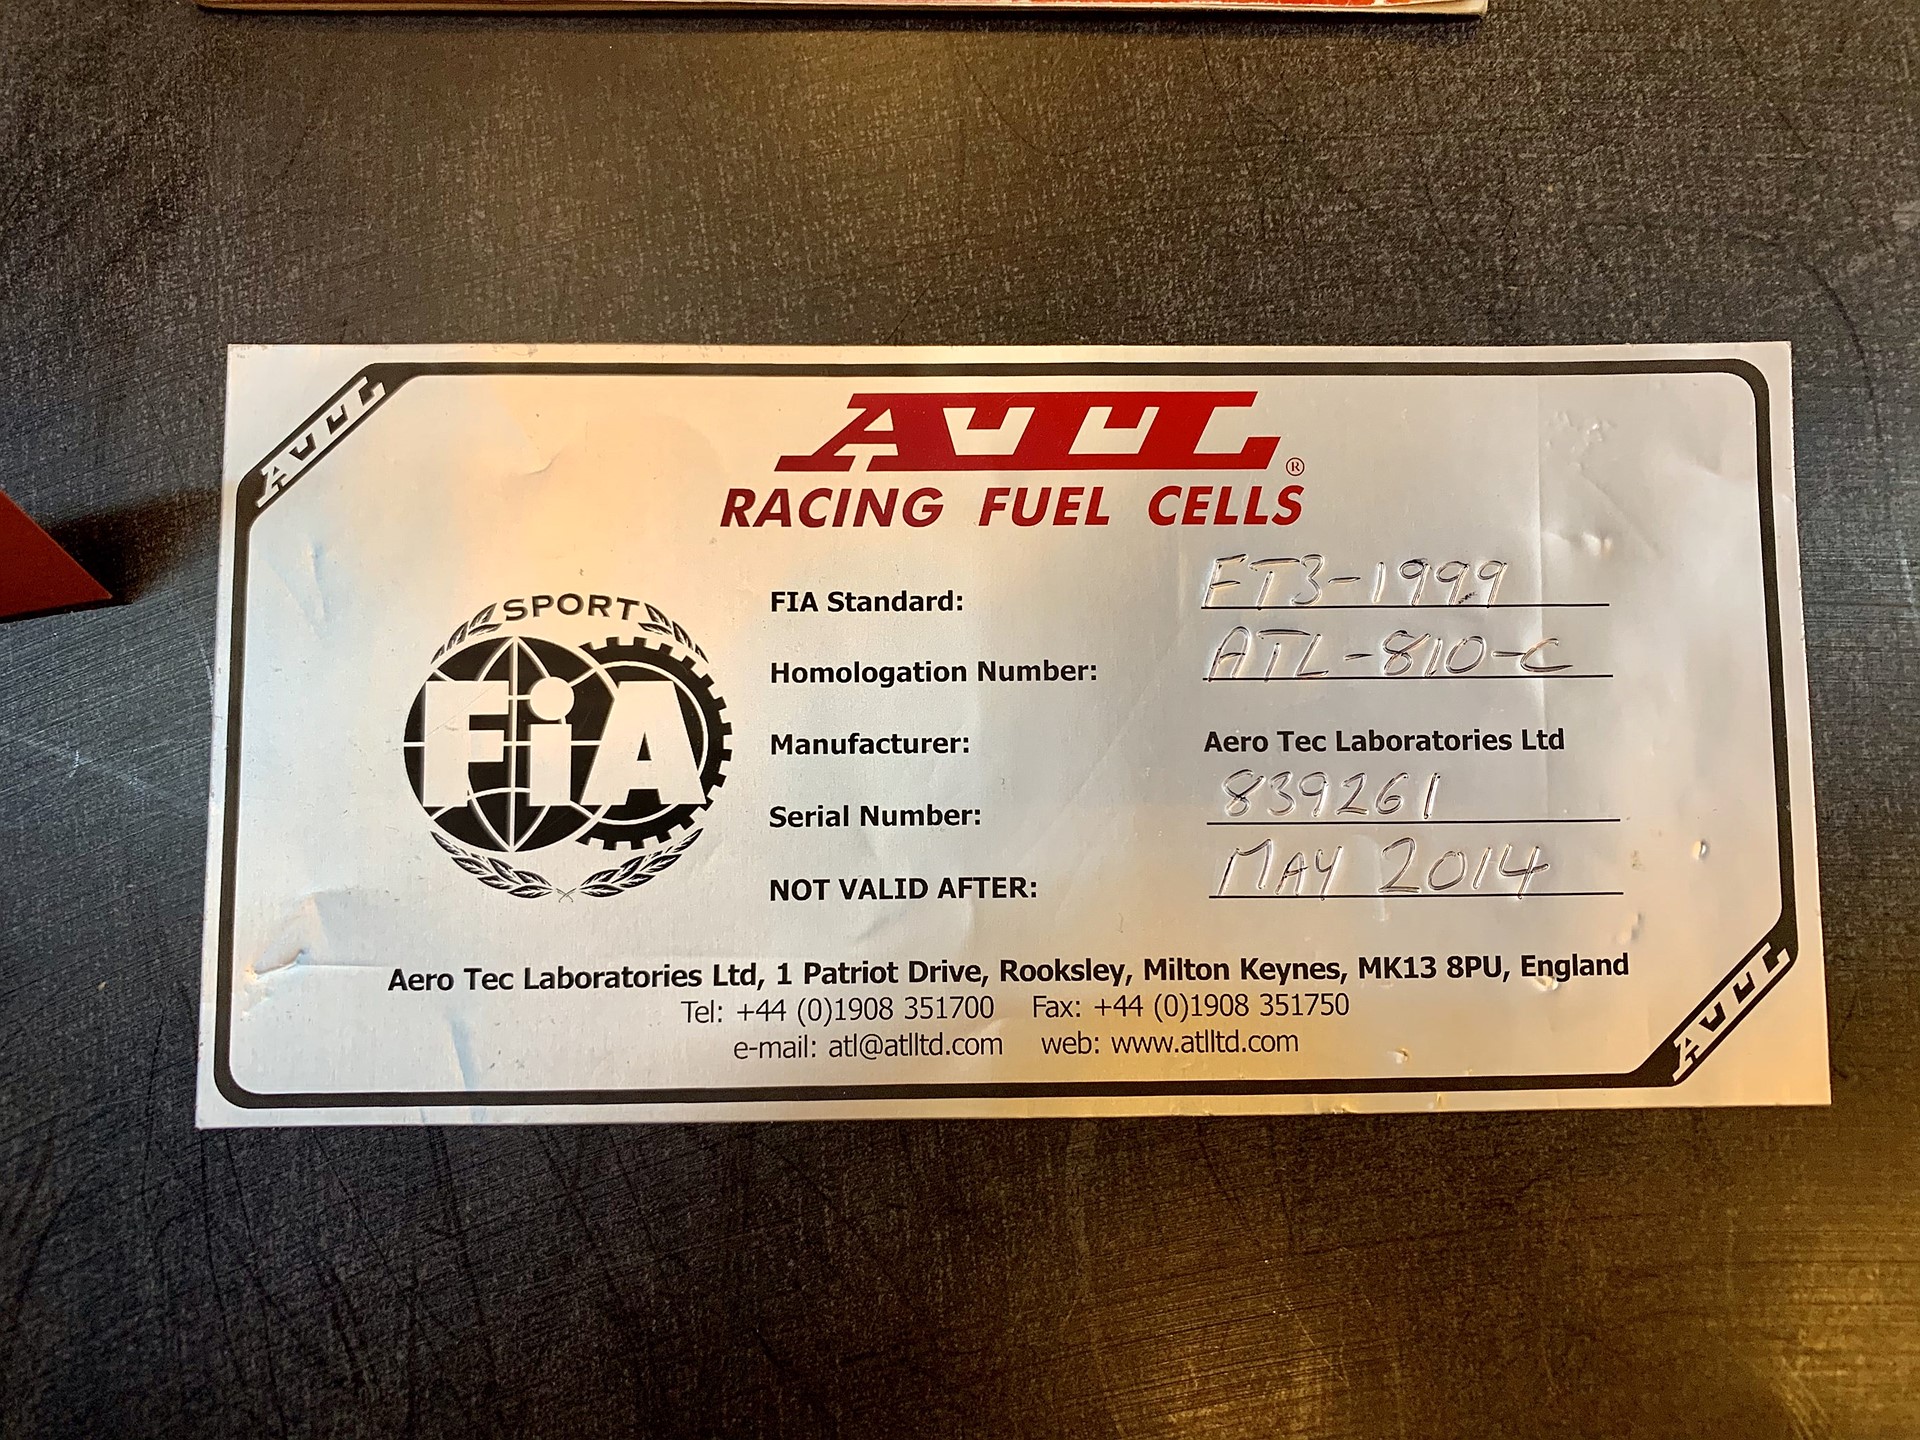 ATL
ATL®
RACING FUEL CELLS
SPORT
FiA
FIA Standard: FT3-1999
Homologation Number: ATL-810-C
Manufacturer: Aero Tec Laboratories Ltd
Serial Number: 839261
NOT VALID AFTER: MAY 2014
Aero Tec Laboratories Ltd, 1 Patriot Drive, Rooksley, Milton Keynes, MK13 8PU, England
Tel: +44 (0)1908 351700 Fax: +44 (0)1908 351750
e-mail: atl@atlltd.com web: www.atlltd.com
ATL